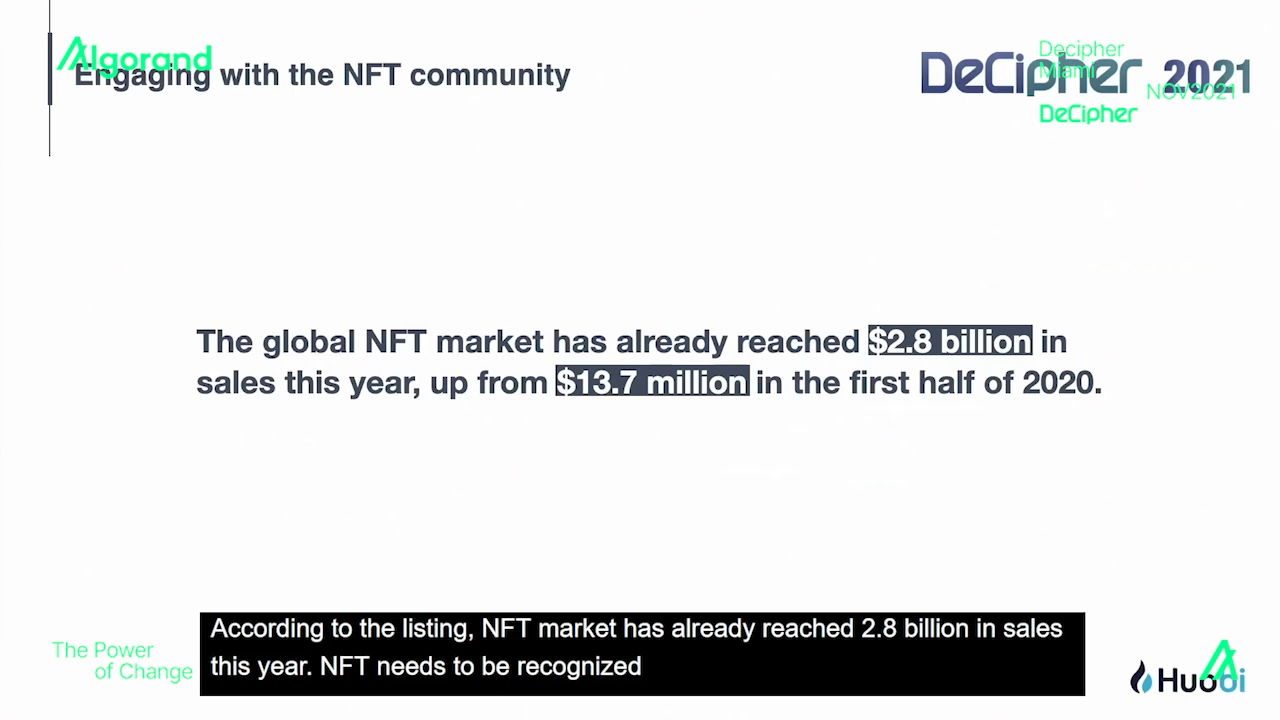 Algorand
Engaging with the NFT community
DeCipher 2021
Decipher
Miami
NOV2021
DeCipher
The global NFT market has already reached $2.8 billion in
sales this year, up from $13.7 million in the first half of 2020.
According to the listing, NFT market has already reached 2.8 billion in sales
this year. NFT needs to be recognized
The Power
of Change
Huobi